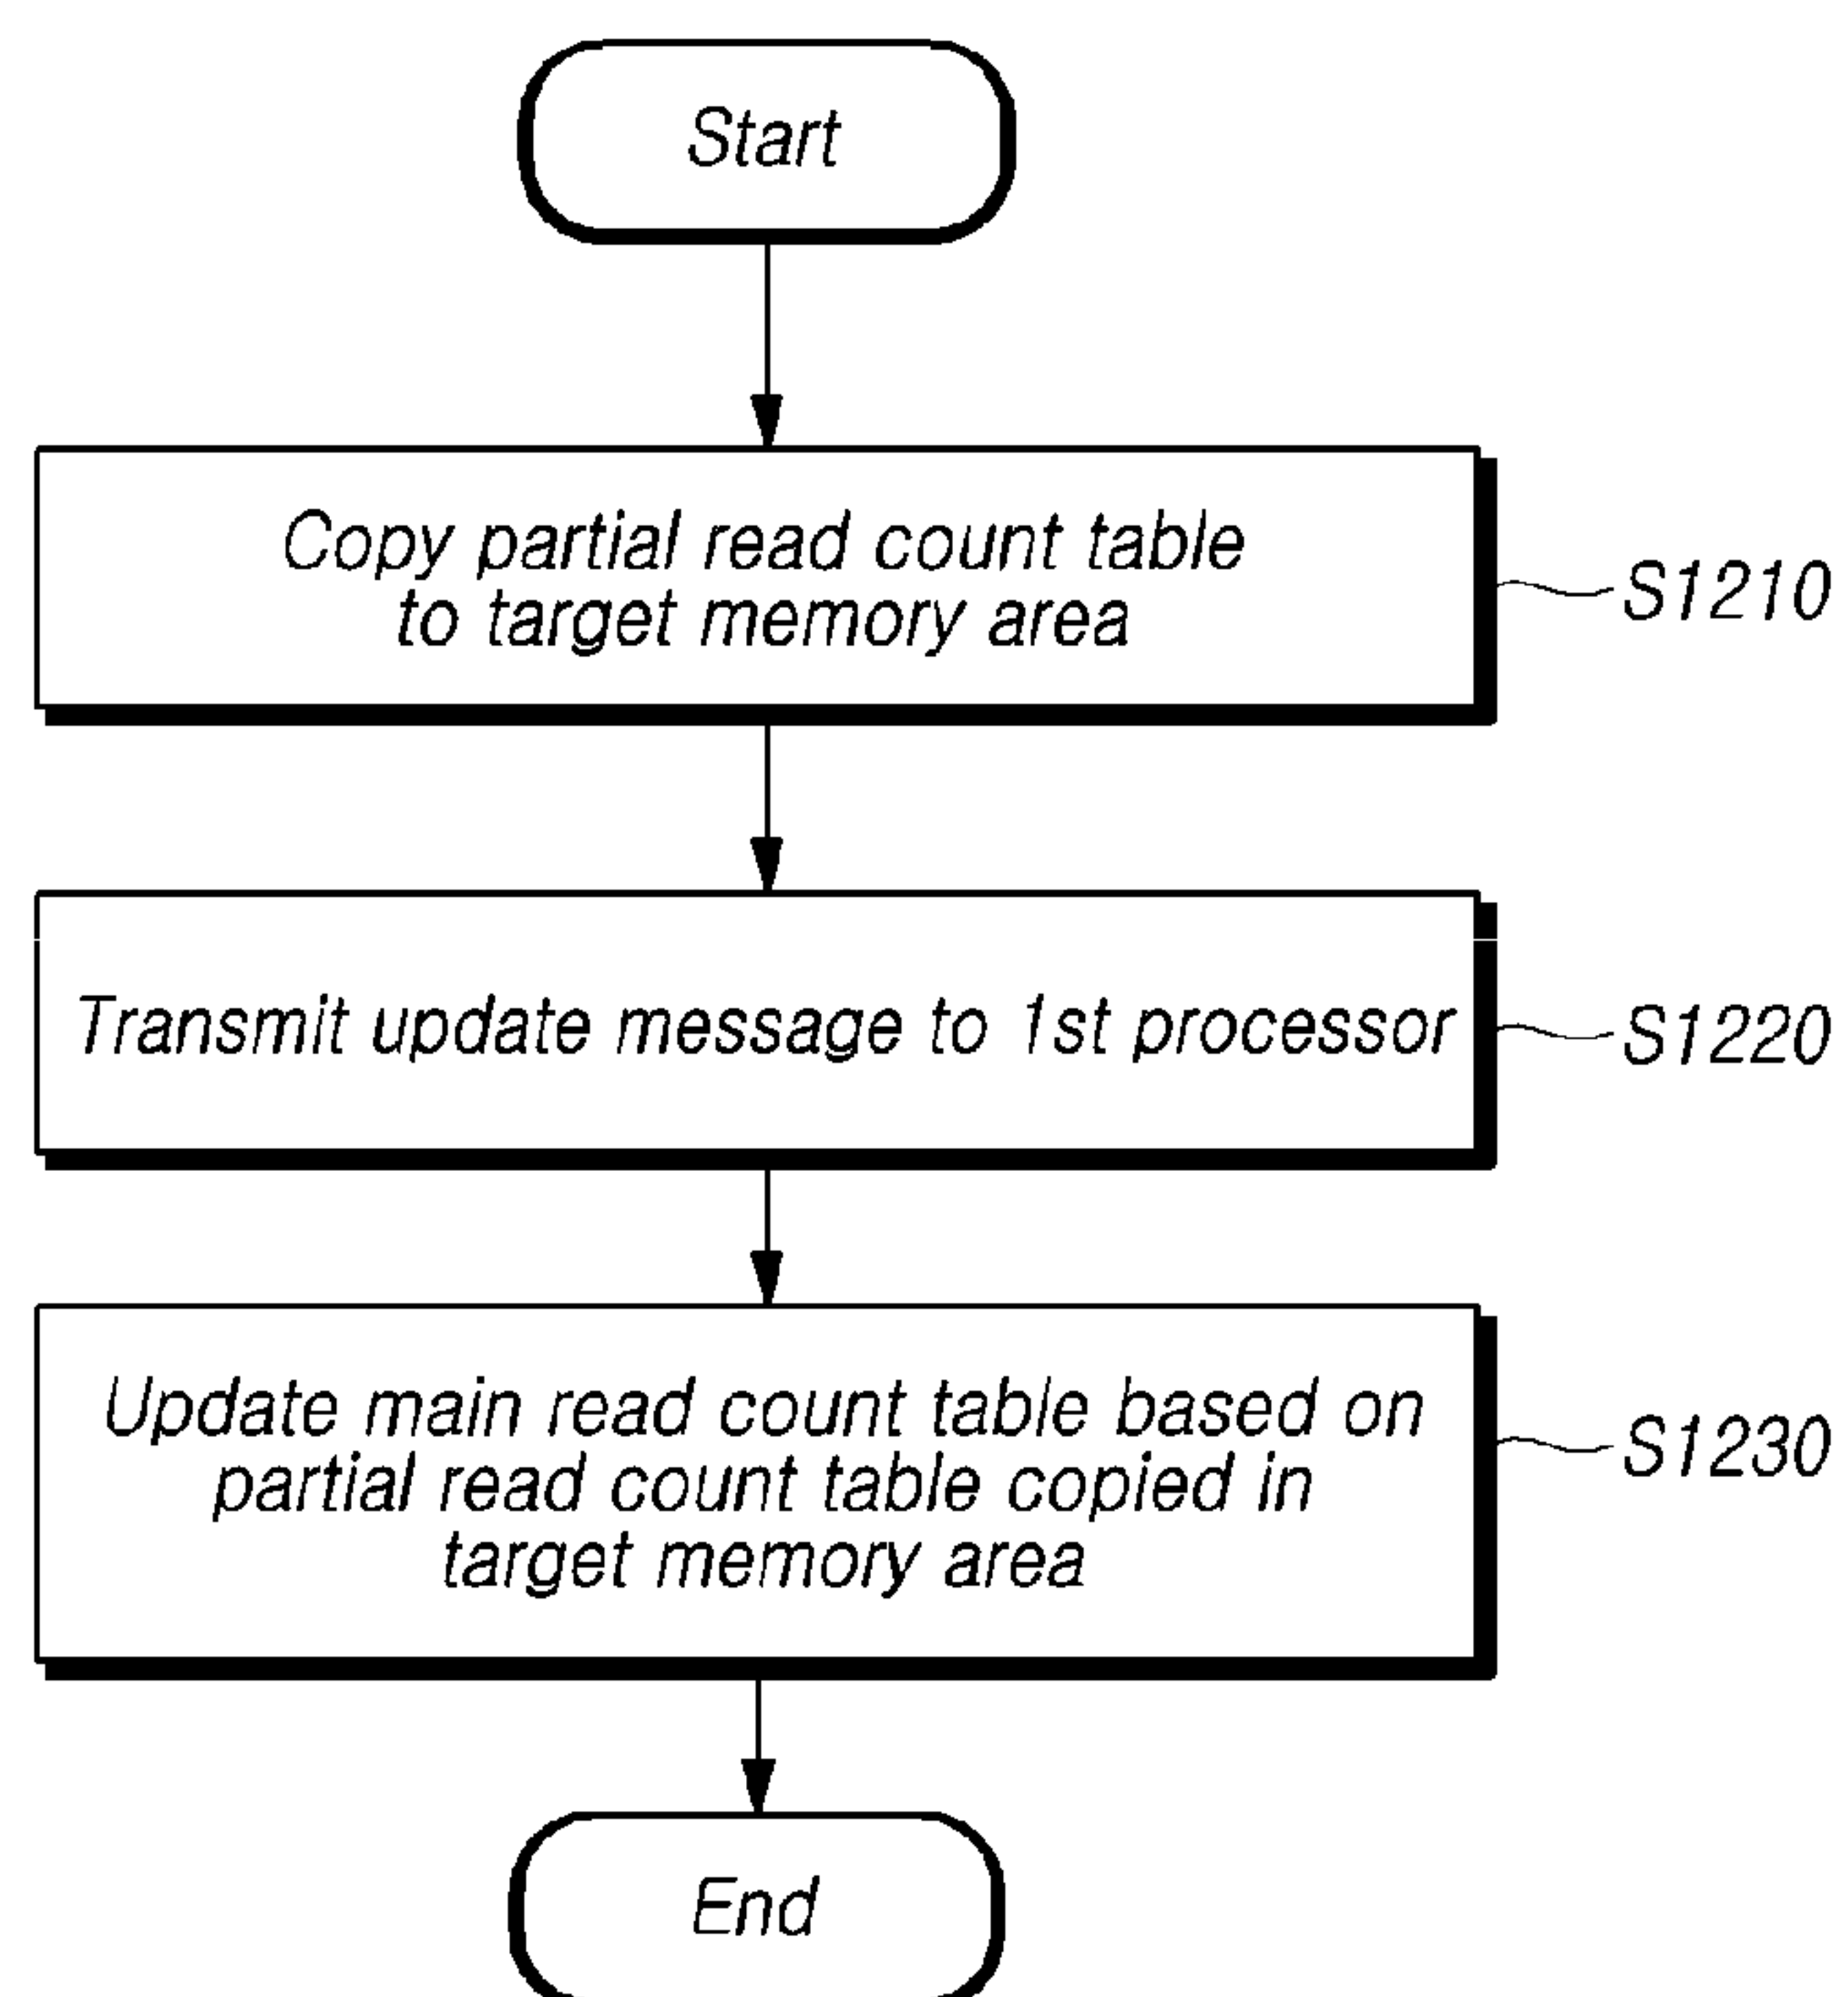 Start
Copy partial read count table
to target memory area
S1210
Transmit update message to 1st processor
S1220
Update main read count table based on
partial read count table copied in
target memory area
S1230
End